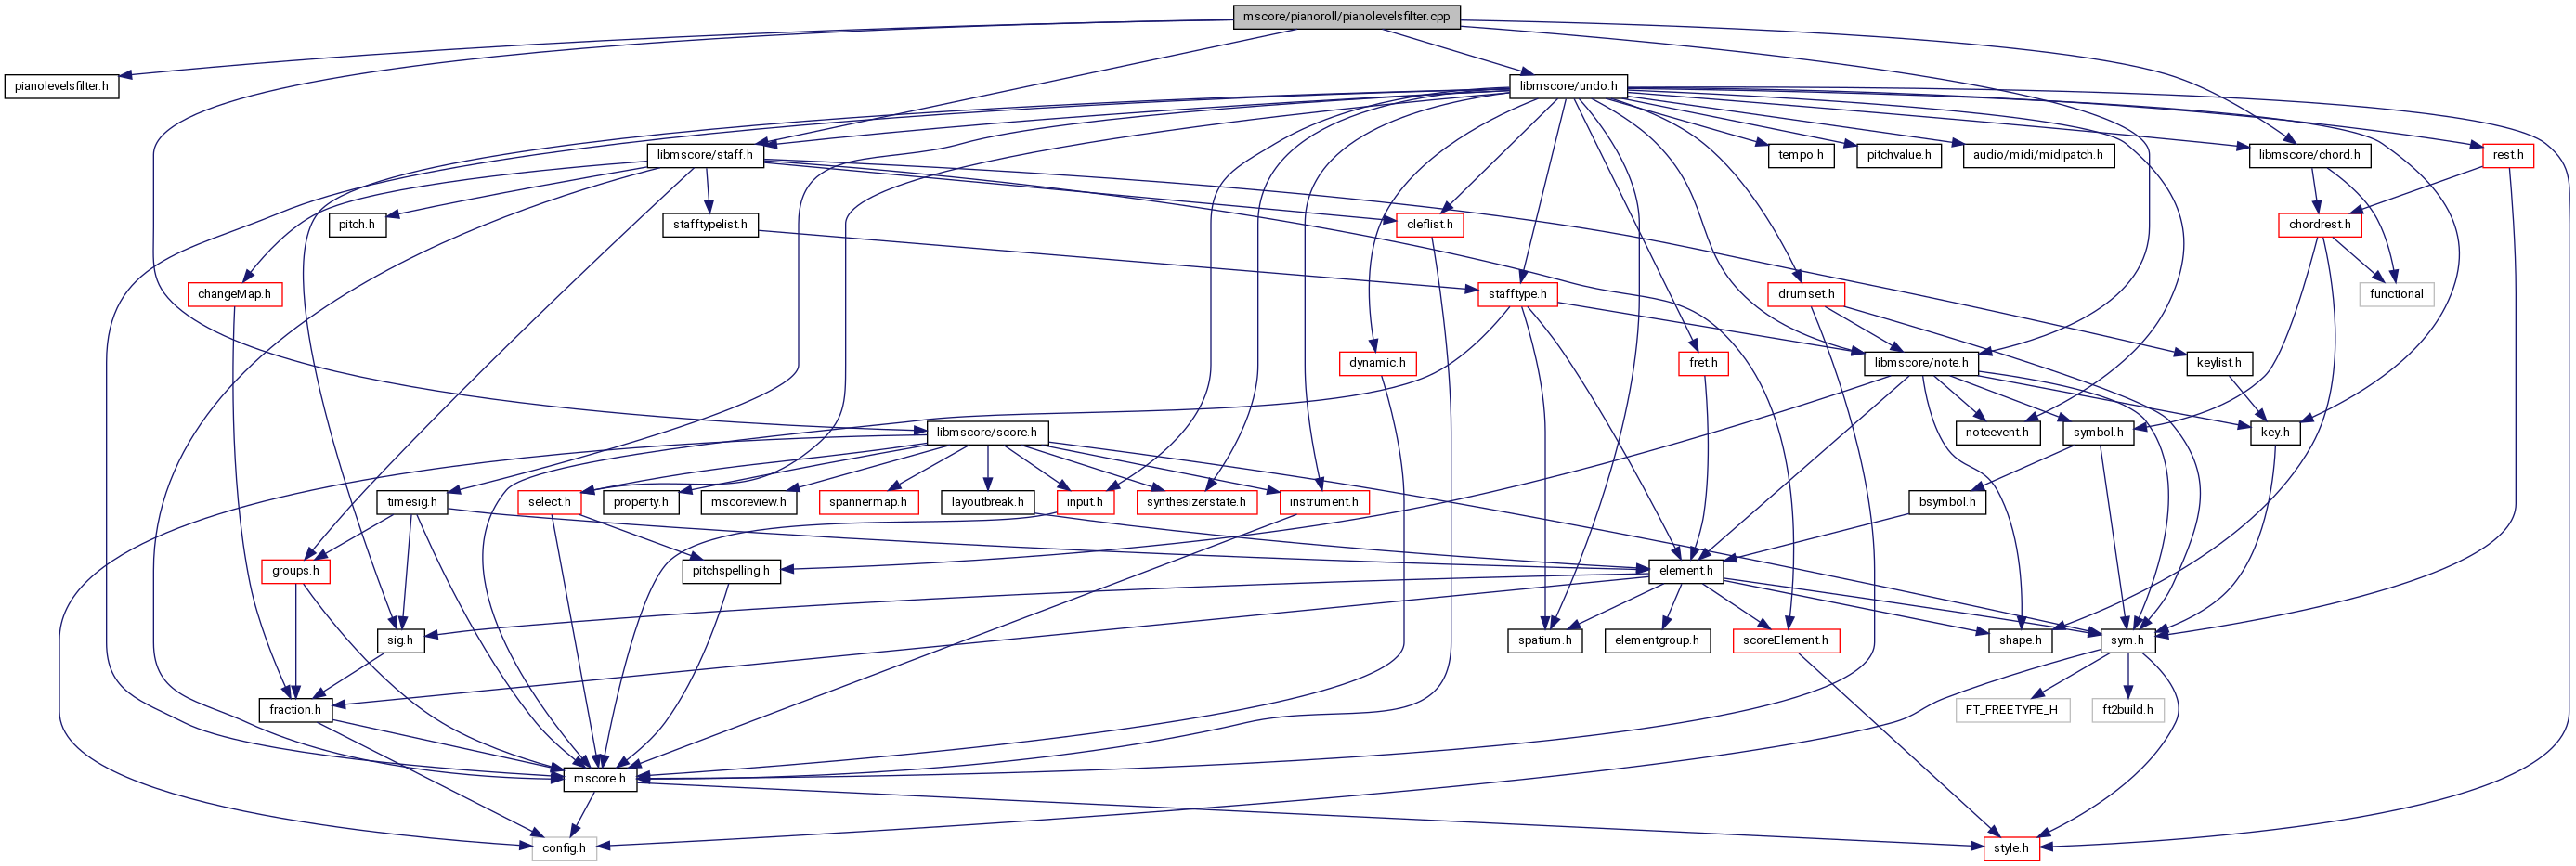 mscore/pianoroll/pianolevelsfilter.cpp
pianolevelsfilter.h
libmscore/undo.h
libmscore/staff.h
tempo.h
pitchvalue.h
audio/midi/midipatch.h
libmscore/chord.h
rest.h
pitch.h
stafftypelist.h
cleflist.h
chordrest.h
changeMap.h
stafftype.h
drumset.h
functional
dynamic.h
fret.h
libmscore/note.h
keylist.h
libmscore/score.h
noteevent.h
symbol.h
key.h
timesig.h
select.h
property.h
mscoreview.h
spannermap.h
layoutbreak.h
input.h
synthesizerstate.h
instrument.h
bsymbol.h
groups.h
pitchspelling.h
element.h
sig.h
spatium.h
elementgroup.h
scoreElement.h
shape.h
sym.h
fraction.h
FT_FREETYPE_H
ft2build.h
mscore.h
config.h
style.h